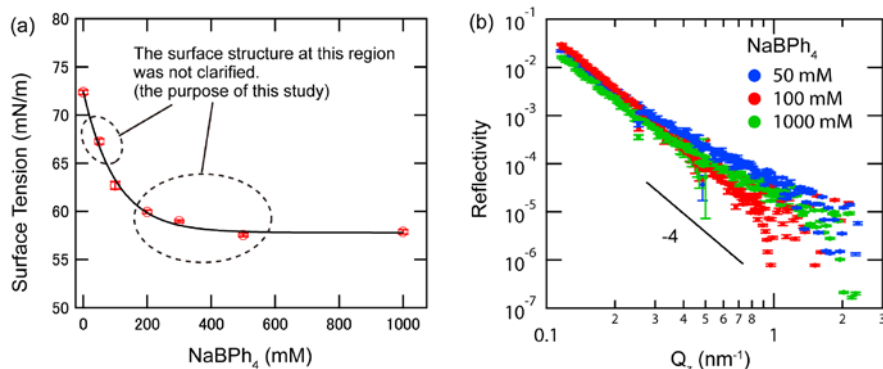 (a)
80
75
70
65
60
55
50
Surface Tension (mN/m)
The surface structure at this region
was not clarified.
(the purpose of this study)
0
200
400
600
800
1000
NaBPh4 (mM)
(b)
10-1
10-2
10-3
10-4
10-5
10-6
10-7
Reflectivity
NaBPh4
50 mM
100 mM
1000 mM
-4
0.1
2
3
4
5
6
7
8
1
2
3
Qz (nm-1)